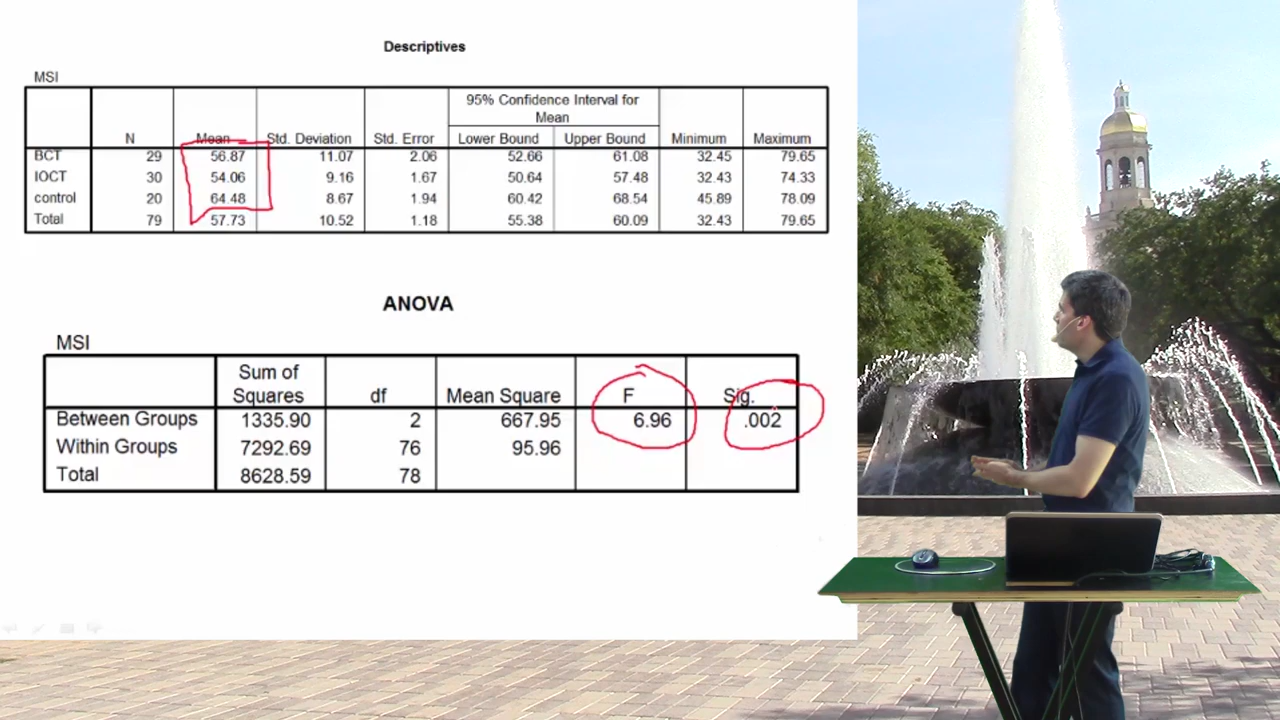 Descriptives
MSI
95% Confidence Interval for
Mean
N Mean Std. Deviation Std. Error Lower Bound Upper Bound Minimum Maximum
BCT 29 56.87 11.07 2.06 52.66 61.08 32.45 79.65
IOCT 30 54.06 9.16 1.67 50.64 57.48 32.43 74.33
control 20 64.48 8.67 1.94 60.42 68.54 45.89 78.09
Total 79 57.73 10.52 1.18 55.38 60.09 32.43 79.65
ANOVA
MSI
Sum of
Squares df Mean Square F Sig.
Between Groups 1335.90 2 667.95 6.96 .002
Within Groups 7292.69 76 95.96
Total 8628.59 78